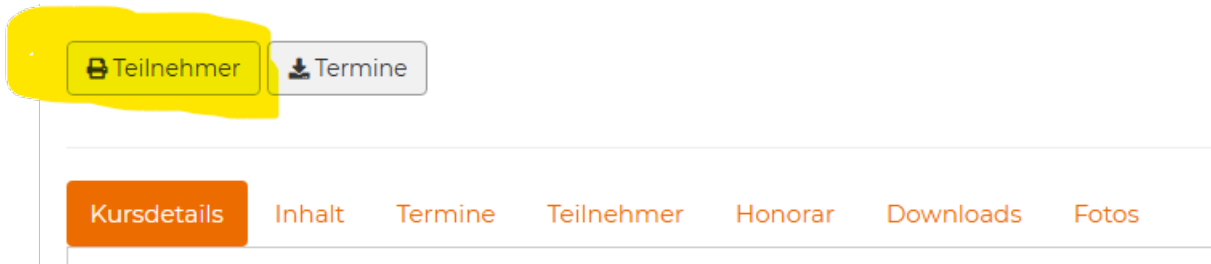 Teilnehmer Termine
Kursdetails Inhalt Termine Teilnehmer Honorar Downloads Fotos